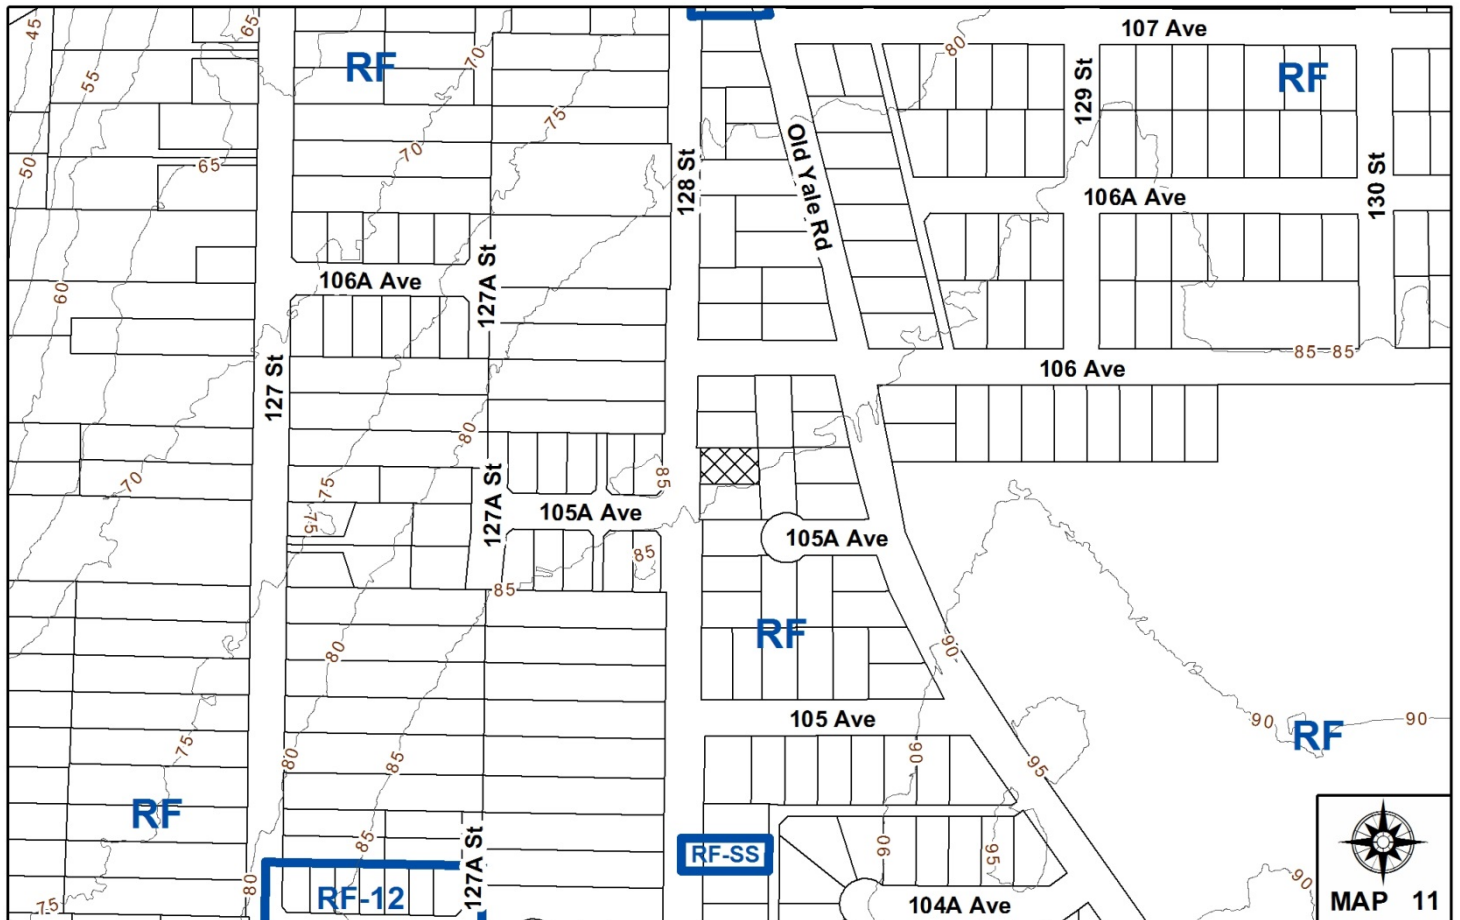 107 Ave
45
65
RF
70
80
RF
55
129 St
75
70
Old Yale Rd
50
65
128 St
130 St
106A Ave
127A St
106A Ave
60
85
85
106 Ave
127 St
80
70
75
85
127A St
105A Ave
75
105A Ave
85
85
RF
80
90
105 Ave
90
RF
90
75
80
85
90
95
RF
85
90
95
RF-SS
127A St
80
RF-12
75
104A Ave
90
MAP 11